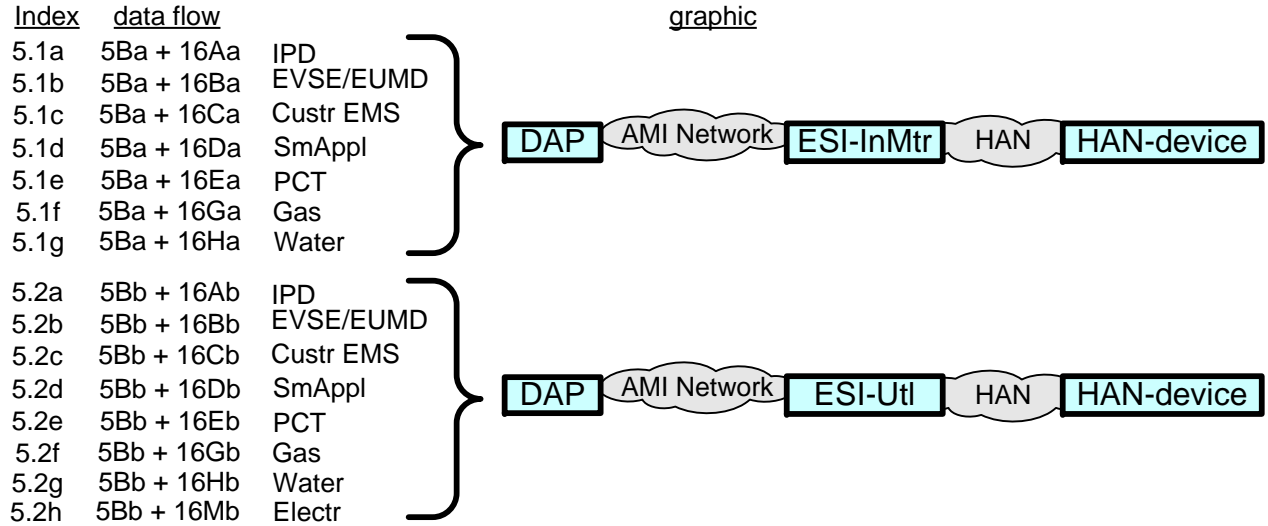 Index data flow graphic
5.1a 5Ba + 16Aa IPD
5.1b 5Ba + 16Ba EVSE/EUMD
5.1c 5Ba + 16Ca Custr EMS
5.1d 5Ba + 16Da SmAppl
5.1e 5Ba + 16Ea PCT
5.1f 5Ba + 16Ga Gas
5.1g 5Ba + 16Ha Water
DAP AMI Network ESI-InMtr HAN HAN-device
5.2a 5Bb + 16Ab IPD
5.2b 5Bb + 16Bb EVSE/EUMD
5.2c 5Bb + 16Cb Custr EMS
5.2d 5Bb + 16Db SmAppl
5.2e 5Bb + 16Eb PCT
5.2f 5Bb + 16Gb Gas
5.2g 5Bb + 16Hb Water
5.2h 5Bb + 16Mb Electr
DAP AMI Network ESI-Utl HAN HAN-device